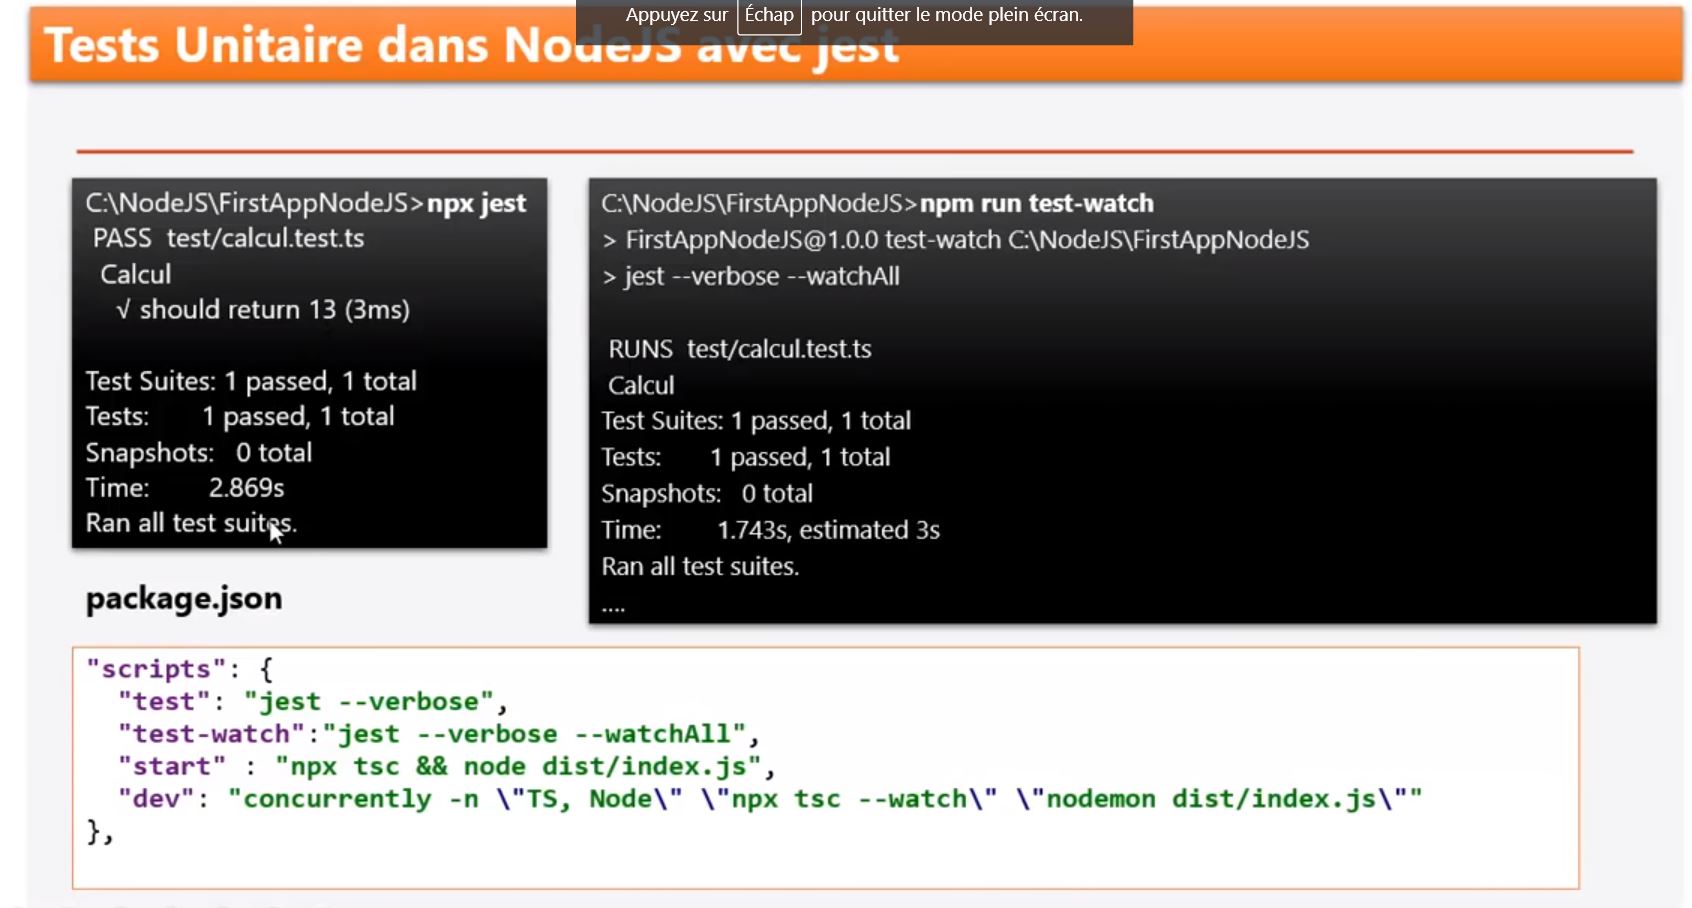 Appuyez sur Échap pour quitter le mode plein écran.
Tests Unitaire dans NodeJS avec jest
C:\NodeJS\FirstAppNodeJS>npx jest
PASS test/calcul.test.ts
Calcul
√ should return 13 (3ms)
Test Suites: 1 passed, 1 total
Tests: 1 passed, 1 total
Snapshots: 0 total
Time: 2.869s
Ran all test suites.
C:\NodeJS\FirstAppNodeJS>npm run test-watch
> FirstAppNodeJS@1.0.0 test-watch C:\NodeJS\FirstAppNodeJS
> jest --verbose --watchAll
RUNS test/calcul.test.ts
Calcul
Test Suites: 1 passed, 1 total
Tests: 1 passed, 1 total
Snapshots: 0 total
Time: 1.743s, estimated 3s
Ran all test suites.
....
package.json
"scripts": {
"test": "jest --verbose",
"test-watch":"jest --verbose --watchAll",
"start" : "npx tsc && node dist/index.js",
"dev": "concurrently -n \"TS, Node\" \"npx tsc --watch\" \"nodemon dist/index.js\""
},